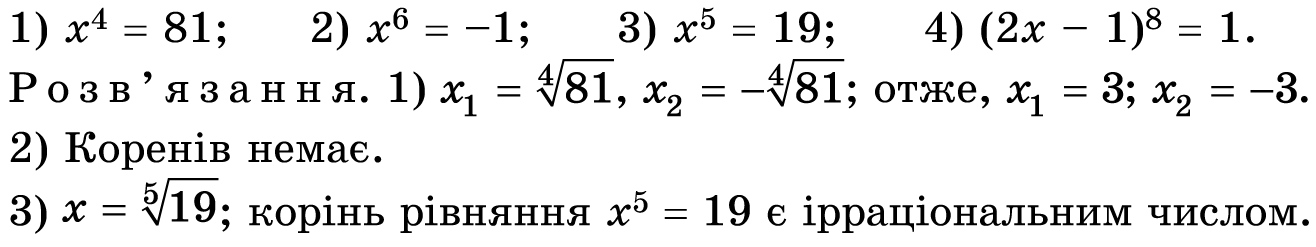 1) x⁴ = 81; 2) x⁶ = −1; 3) x⁵ = 19; 4) (2x − 1)⁸ = 1.
Розв’язання. 1) x₁ = ⁴√81, x₂ = −⁴√81; отже, x₁ = 3; x₂ = −3.
2) Коренів немає.
3) x = ⁵√19; корінь рівняння x⁵ = 19 є ірраціональним числом.